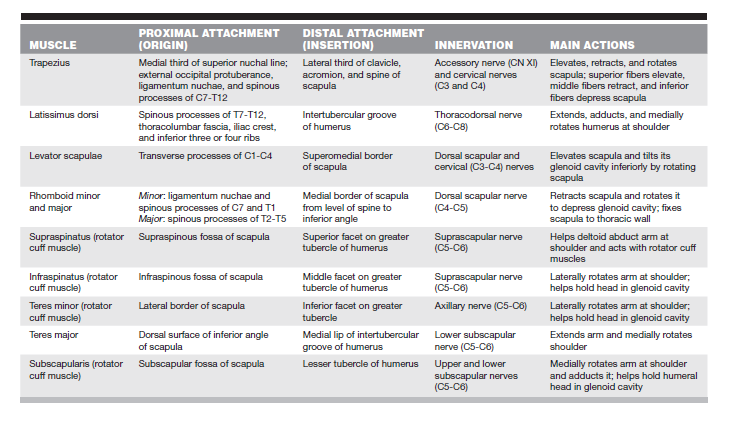 MUSCLE
PROXIMAL ATTACHMENT
(ORIGIN)
DISTAL ATTACHMENT
(INSERTION)
INNERVATION
MAIN ACTIONS
Trapezius
Medial third of superior nuchal line;
external occipital protuberance,
ligamentum nuchae, and spinous
processes of C7-T12
Lateral third of clavicle,
acromion, and spine of
scapula
Accessory nerve (CN XI)
and cervical nerves
(C3 and C4)
Elevates, retracts, and rotates
scapula; superior fibers elevate,
middle fibers retract, and inferior
fibers depress scapula
Latissimus dorsi
Spinous processes of T7-T12,
thoracolumbar fascia, iliac crest,
and inferior three or four ribs
Intertubercular groove
of humerus
Thoracodorsal nerve
(C6-C8)
Extends, adducts, and medially
rotates humerus at shoulder
Levator scapulae
Transverse processes of C1-C4
Superomedial border
of scapula
Dorsal scapular and
cervical (C3-C4) nerves
Elevates scapula and tilts its
glenoid cavity inferiorly by rotating
scapula
Rhomboid minor
and major
Minor: ligamentum nuchae and
spinous processes of C7 and T1
Major: spinous processes of T2-T5
Medial border of scapula
from level of spine to
inferior angle
Dorsal scapular nerve
(C4-C5)
Retracts scapula and rotates it
to depress glenoid cavity; fixes
scapula to thoracic wall
Supraspinatus (rotator
cuff muscle)
Supraspinous fossa of scapula
Superior facet on greater
tubercle of humerus
Suprascapular nerve
(C5-C6)
Helps deltoid abduct arm at
shoulder and acts with rotator cuff
muscles
Infraspinatus (rotator
cuff muscle)
Infraspinous fossa of scapula
Middle facet on greater
tubercle of humerus
Suprascapular nerve
(C5-C6)
Laterally rotates arm at shoulder;
helps hold head in glenoid cavity
Teres minor (rotator
cuff muscle)
Lateral border of scapula
Inferior facet on greater
tubercle
Axillary nerve (C5-C6)
Laterally rotates arm at shoulder;
helps hold head in glenoid cavity
Teres major
Dorsal surface of inferior angle
of scapula
Medial lip of intertubercular
groove of humerus
Lower subscapular
nerve (C5-C6)
Extends arm and medially rotates
shoulder
Subscapularis (rotator
cuff muscle)
Subscapular fossa of scapula
Lesser tubercle of humerus
Upper and lower
subscapular nerves
(C5-C6)
Medially rotates arm at shoulder
and adducts it; helps hold humeral
head in glenoid cavity